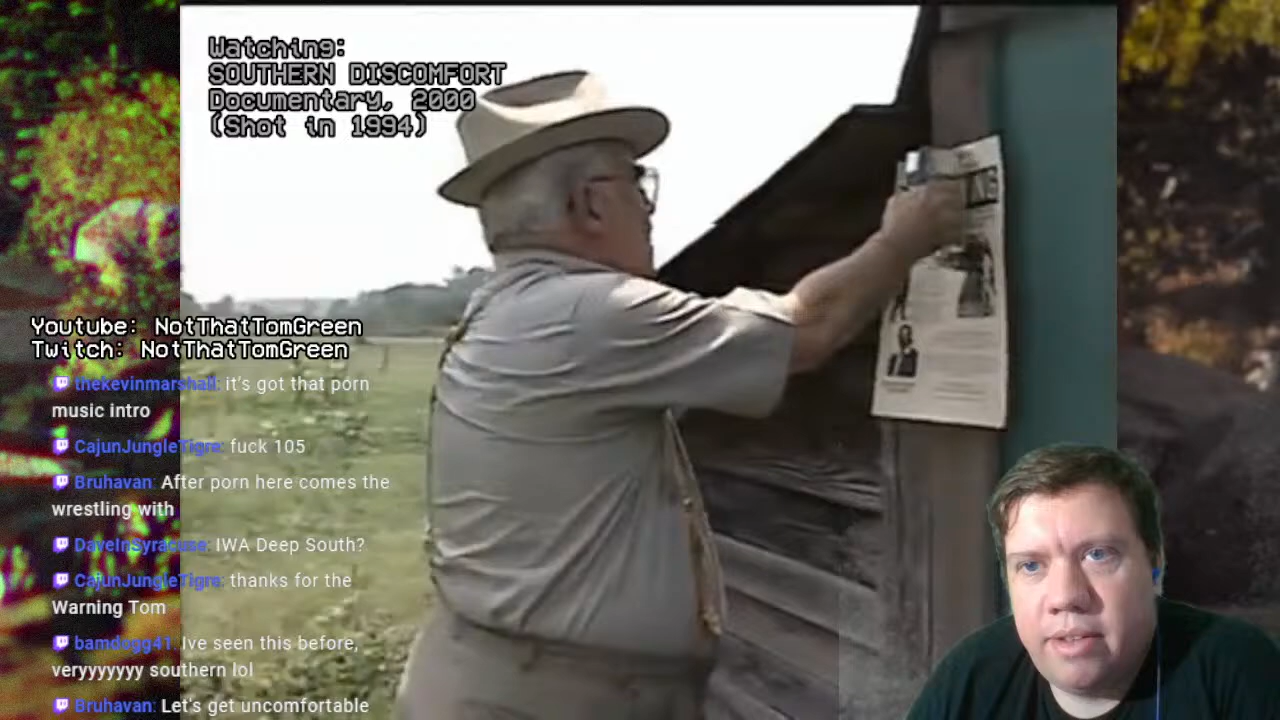 Watching:
SOUTHERN DISCOMFORT
Documentary, 2000
(Shot in 1994)
Youtube: NotThatTomGreen
Twitch: NotThatTomGreen
thekevinmarshall: it's got that porn
music intro
CajunJungleTigre: fuck 105
Bruhavan: After porn here comes the
wrestling with
DaveInSyracuse: IWA Deep South?
CajunJungleTigre: thanks for the
Warning Tom
bamdogg41: Ive seen this before,
veryyyyyyy southern lol
Bruhavan: Let's get uncomfortable